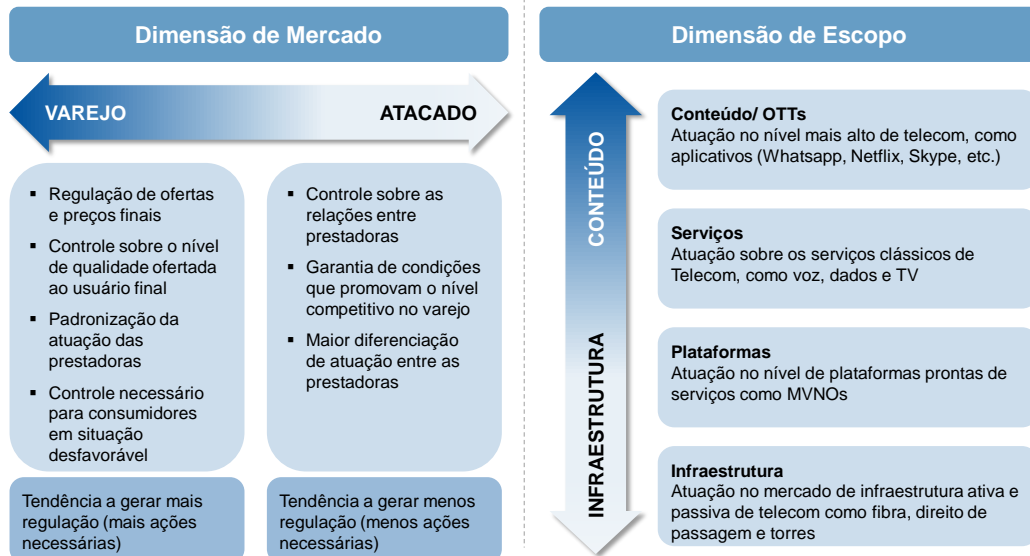 Dimensão de Mercado
VAREJO
ATACADO
▪ Regulação de ofertas
e preços finais
▪ Controle sobre o nível
de qualidade ofertada
ao usuário final
▪ Padronização da
atuação das
prestadoras
▪ Controle necessário
para consumidores
em situação
desfavorável
Tendência a gerar mais
regulação (mais ações
necessárias)
▪ Controle sobre as
relações entre
prestadoras
▪ Garantia de condições
que promovam o nível
competitivo no varejo
▪ Maior diferenciação
de atuação entre as
prestadoras
Tendência a gerar menos
regulação (menos ações
necessárias)
Dimensão de Escopo
CONTEÚDO
INFRAESTRUTURA
Conteúdo/ OTTs
Atuação no nível mais alto de telecom, como
aplicativos (Whatsapp, Netflix, Skype, etc.)
Serviços
Atuação sobre os serviços clássicos de
Telecom, como voz, dados e TV
Plataformas
Atuação no nível de plataformas prontas de
serviços como MVNOs
Infraestrutura
Atuação no mercado de infraestrutura ativa e
passiva de telecom como fibra, direito de
passagem e torres